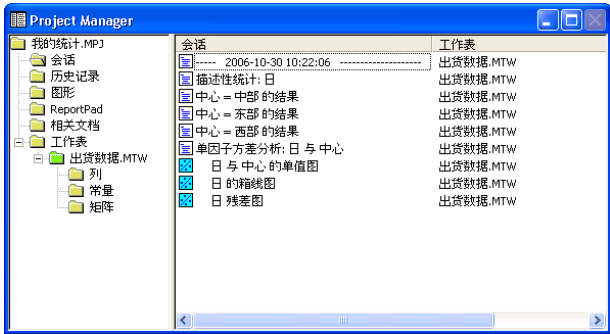 Project Manager
我的统计.MPJ
会话
历史记录
图形
ReportPad
相关文档
工作表
出货数据.MTW
列
常量
矩阵
会话 工作表
----- 2006-10-30 10:22:06 -------------------- 出货数据.MTW
描述性统计: 日 出货数据.MTW
中心 = 中部 的结果 出货数据.MTW
中心 = 东部 的结果 出货数据.MTW
中心 = 西部 的结果 出货数据.MTW
单因子方差分析: 日 与 中心 出货数据.MTW
日 与 中心 的单值图 出货数据.MTW
日 的箱线图 出货数据.MTW
日 残差图 出货数据.MTW